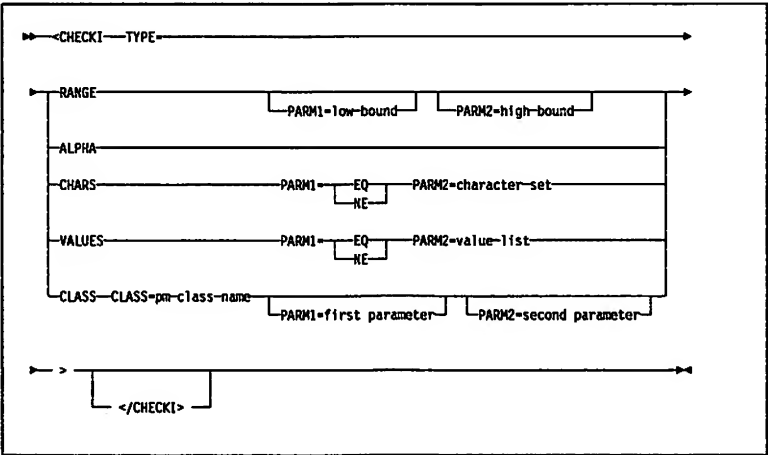 <CHECKI TYPE=
RANGE PARM1=low-bound PARM2=high-bound
ALPHA
CHARS PARM1= EQ PARM2=character set
NE
VALUES PARM1= EQ PARM2=value-list
NE
CLASS CLASS=pm-class-name PARM1=first parameter PARM2=second parameter
>
</CHECKI>